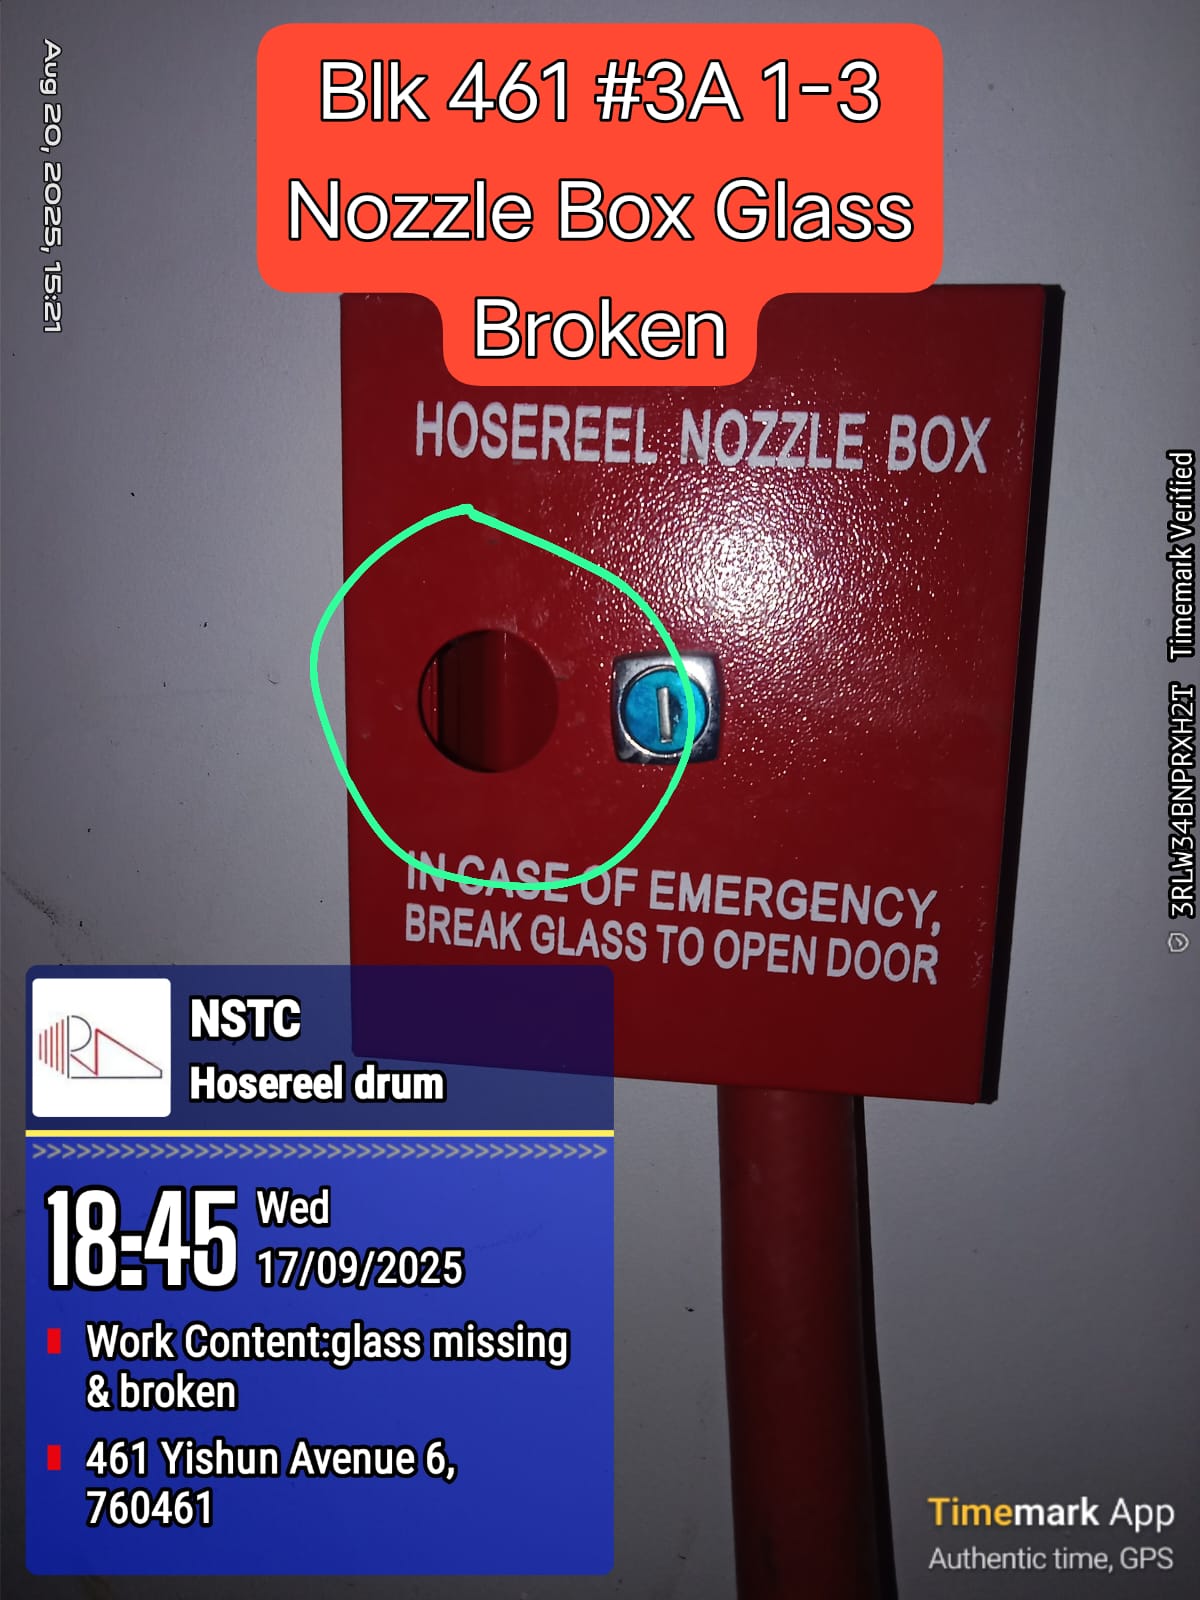 Blk 461 #3A 1-3
Nozzle Box Glass
Broken
Aug 20, 2025, 15:21
HOSEREEL NOZZLE BOX
IN CASE OF EMERGENCY,
BREAK GLASS TO OPEN DOOR
NSTC
Hosereel drum
>>>>>>>>>>>>>>>>>>>>>>>>>>>>>>>>>>>>>>>>
18:45
Wed
17/09/2025
Work Content:glass missing
& broken
461 Yishun Avenue 6,
760461
3RLW34BNPRXH2T Timemark Verified
Timemark App
Authentic time, GPS